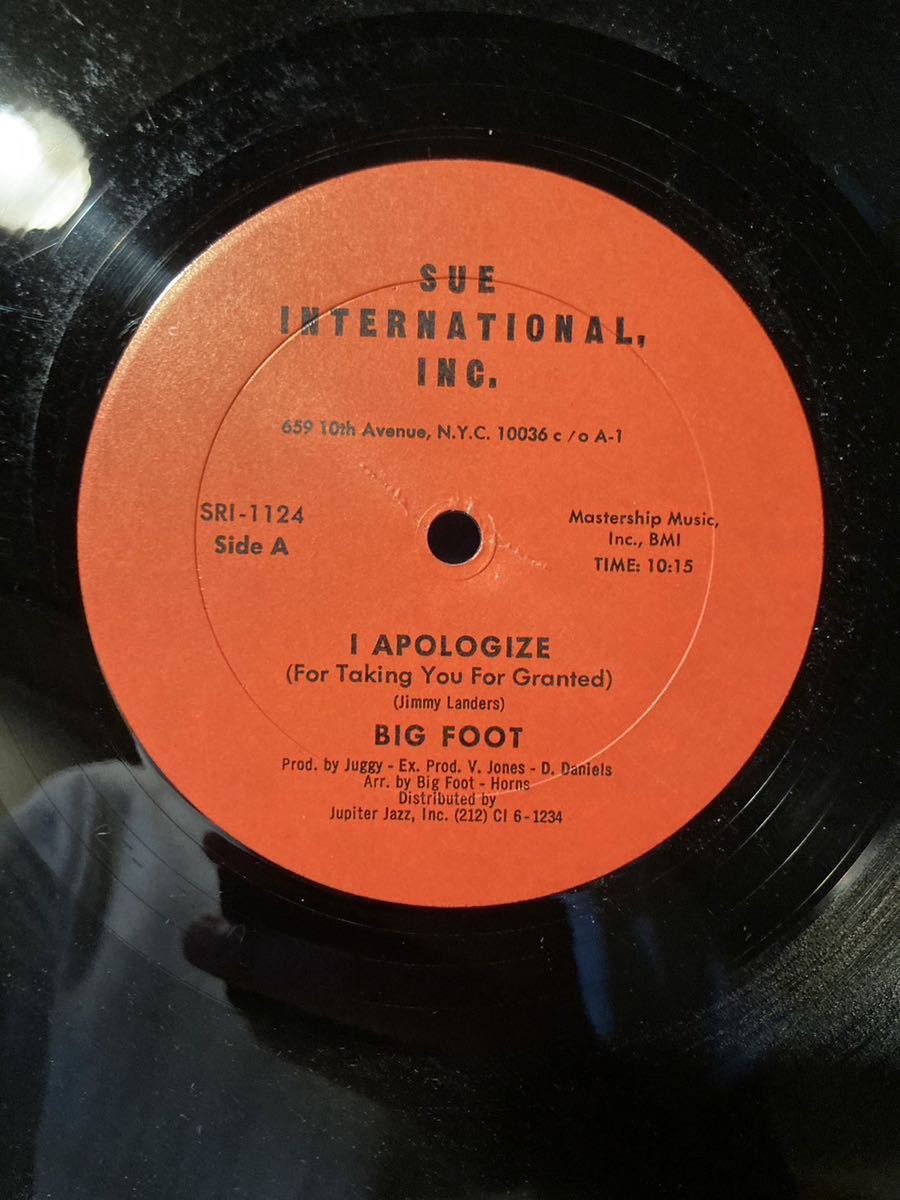 SUE
INTERNATIONAL,
INC.
659 10th Avenue, N.Y.C. 10036 c/o A-1
SRI-1124
Side A
Mastership Music,
Inc., BMI
TIME: 10:15
I APOLOGIZE
(For Taking You For Granted)
(Jimmy Landers)
BIG FOOT
Prod. by Juggy - Ex. Prod. V. Jones - D. Daniels
Arr. by Big Foot - Horns
Distributed by
Jupiter Jazz, Inc. (212) CI 6-1234